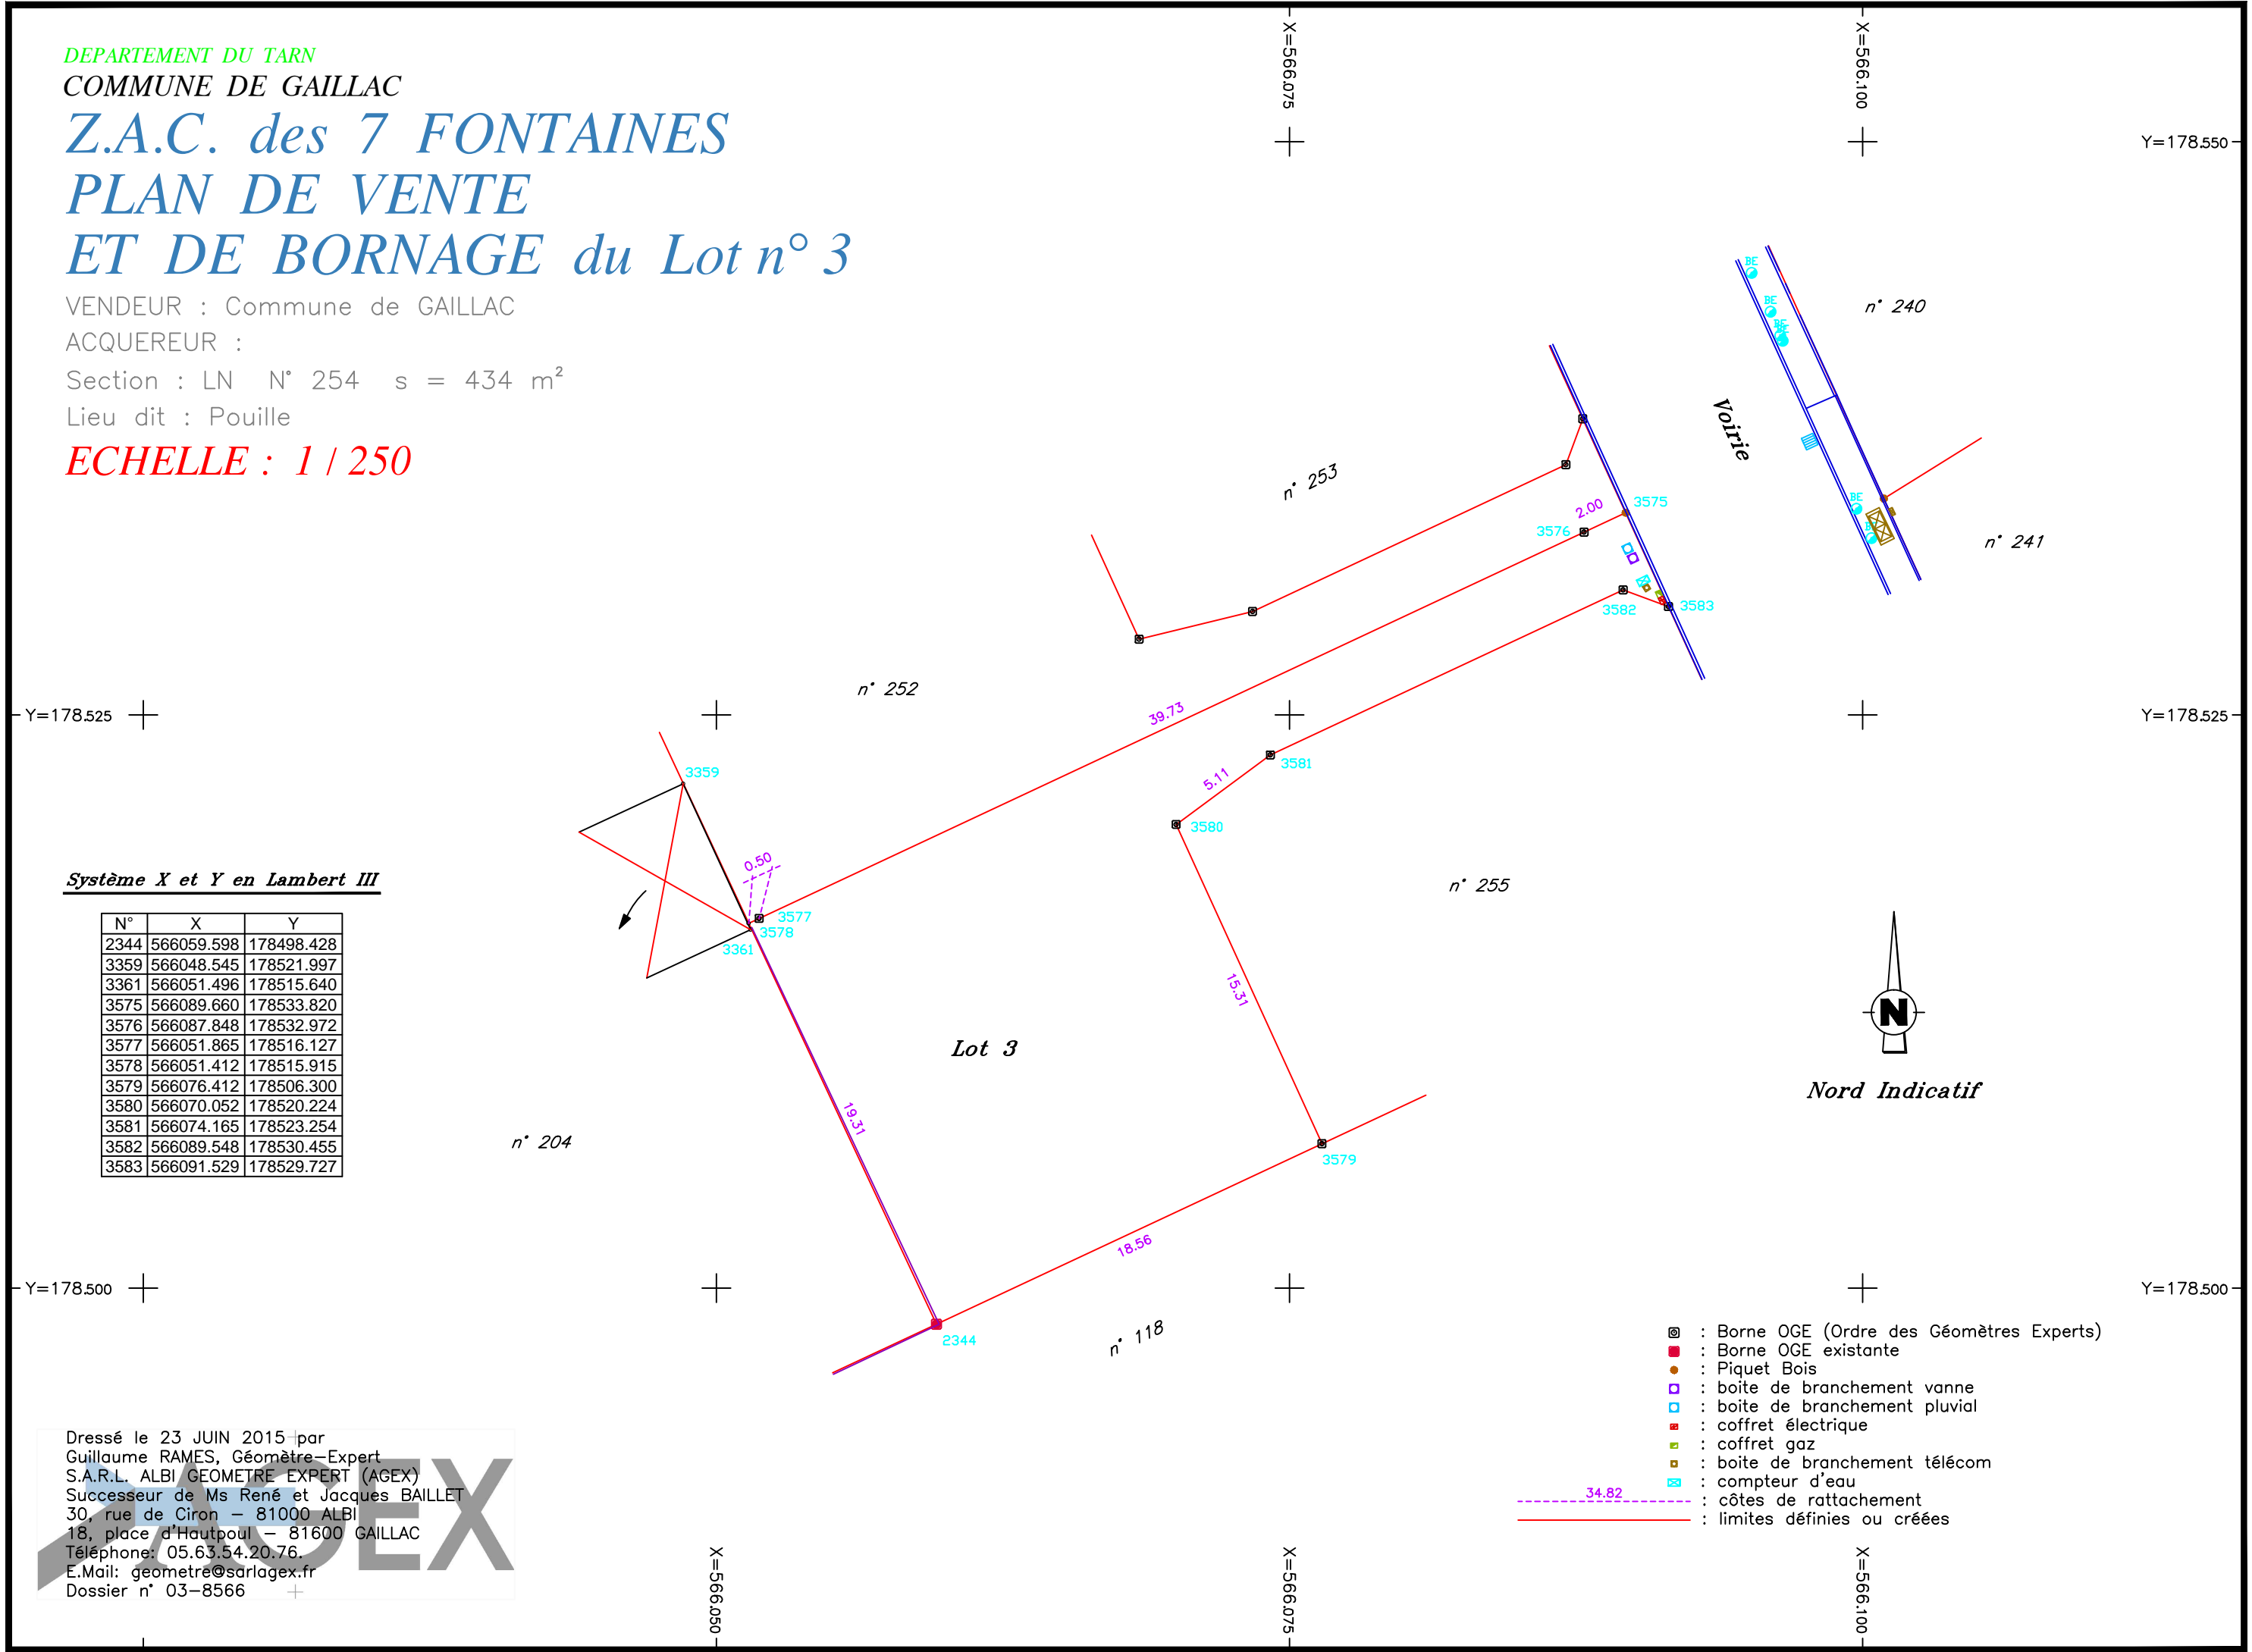 DEPARTEMENT DU TARN
COMMUNE DE GAILLAC
Z.A.C. des 7 FONTAINES
PLAN DE VENTE
ET DE BORNAGE du Lot n° 3
VENDEUR : Commune de GAILLAC
ACQUEREUR :
Section : LN N° 254 s = 434 m²
Lieu dit : Pouille
ECHELLE : 1 / 250
X=566.075
X=566.100
Y=178.550
BE
BE
BE
BE
n° 240
Voirie
n° 253
BE
BE
n° 241
3575
2.00
3576
3582
3583
n° 252
39.73
Y=178.525
Y=178.525
3359
5.11
3581
3580
0.50
3577
3578
3361
n° 255
15.31
Système X et Y en Lambert III
N° X Y
2344 566059.598 178498.428
3359 566048.545 178521.997
3361 566051.496 178515.640
3575 566089.660 178533.820
3576 566087.848 178532.972
3577 566051.865 178516.127
3578 566051.412 178515.915
3579 566076.412 178506.300
3580 566070.052 178520.224
3581 566074.165 178523.254
3582 566089.548 178530.455
3583 566091.529 178529.727
Lot 3
N
Nord Indicatif
19.31
n° 204
3579
18.56
Y=178.500
Y=178.500
2344
n° 118
: Borne OGE (Ordre des Géomètres Experts)
: Borne OGE existante
: Piquet Bois
: boite de branchement vanne
: boite de branchement pluvial
: coffret électrique
: coffret gaz
: boite de branchement télécom
: compteur d'eau
34.82 : côtes de rattachement
: limites définies ou créées
AGEX
Dressé le 23 JUIN 2015 par
Guillaume RAMES, Géomètre-Expert
S.A.R.L. ALBI GEOMETRE EXPERT (AGEX)
Successeur de Ms René et Jacques BAILLET
30, rue de Ciron - 81000 ALBI
18, place d'Hautpoul - 81600 GAILLAC
Téléphone: 05.63.54.20.76.
E.Mail: geometre@sarlagex.fr
Dossier n° 03-8566
X=566.050
X=566.075
X=566.100